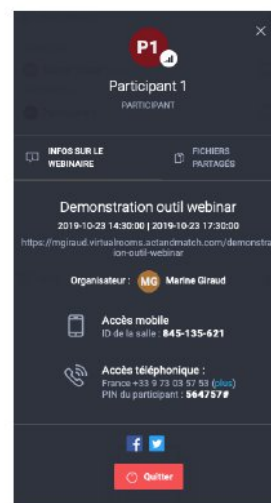 P1
Participant 1
PARTICIPANT
INFOS SUR LE
WEBINAIRE
FICHIERS
PARTAGÉS
Demonstration outil webinar
2019-10-23 14:30:00 | 2019-10-23 17:30:00
https://mgiraud.virtualrooms.actandmatch.com/demonstrat
ion-outil-webinar
Organisateur : MG Marine Giraud
Accès mobile
ID de la salle : 845-135-621
Accès téléphonique :
France +33 9 73 03 57 53 (plus)
PIN du participant : 564757#
Quitter